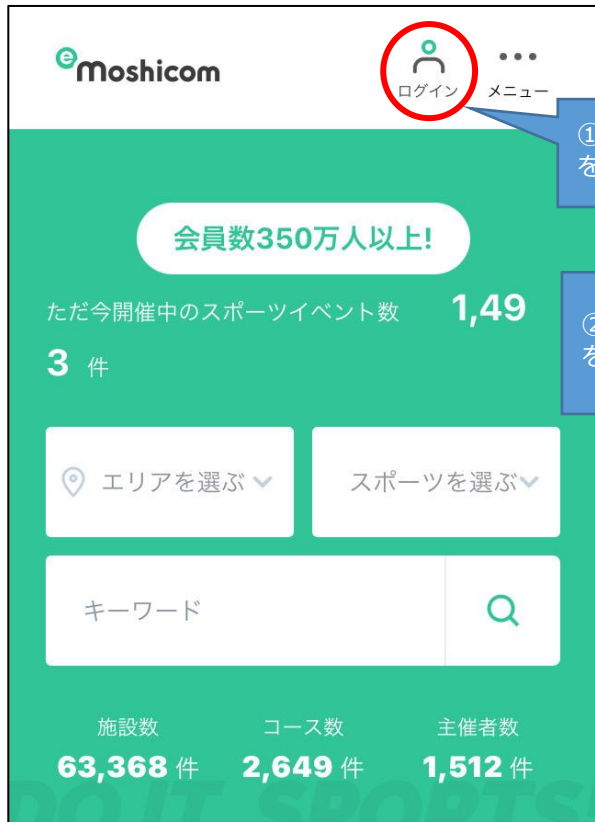 e moshicom
ログイン
メニュー
①
を
会員数350万人以上!
ただ今開催中のスポーツイベント数 1,49
3 件
②
を
エリアを選ぶ
スポーツを選ぶ
キーワード
施設数 コース数 主催者数
63,368 件 2,649 件 1,512 件
DO IT, SPORTS!